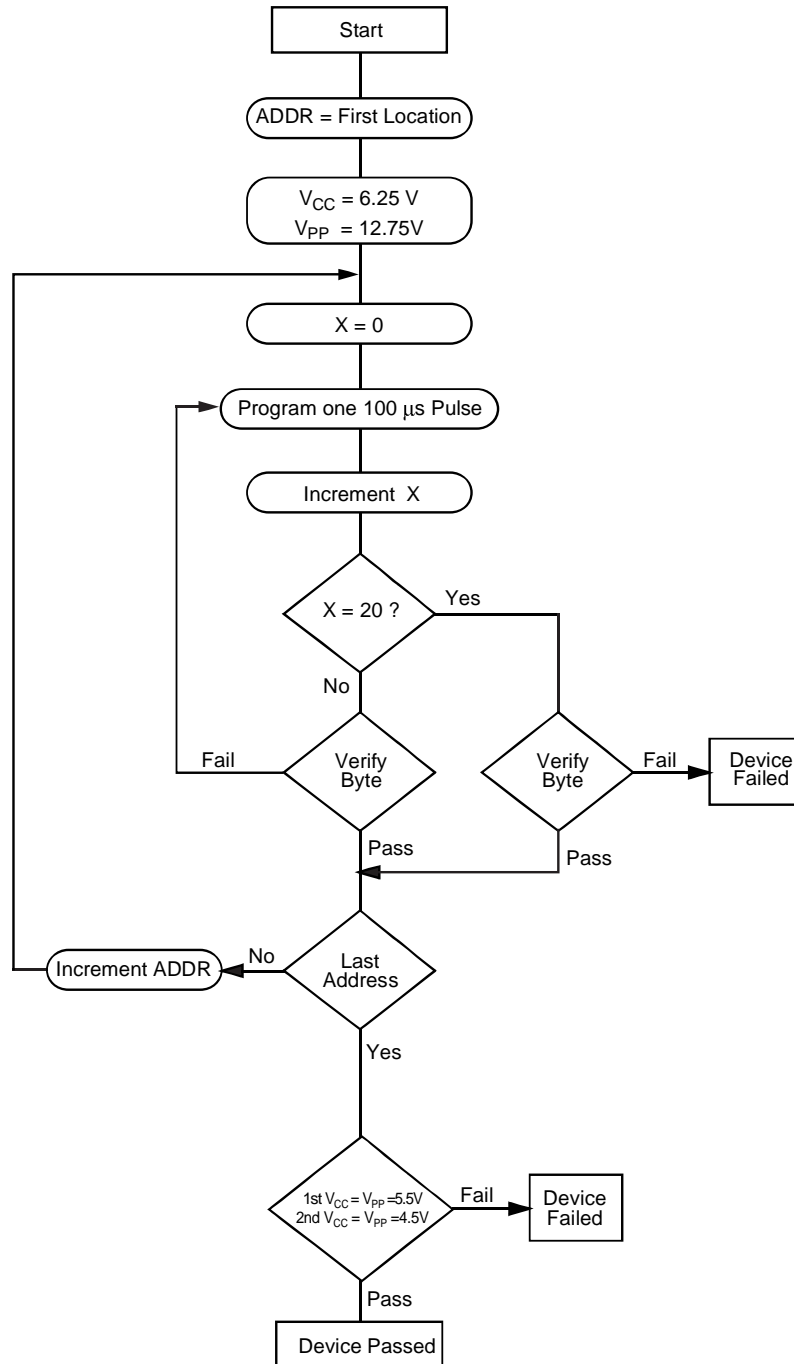 Start
ADDR = First Location
VCC = 6.25 V
VPP = 12.75V
X = 0
Program one 100 µs Pulse
Increment X
X = 20 ?
Yes
No
Fail
Verify
Byte
Verify
Byte
Fail
Device
Failed
Pass
Pass
Increment ADDR
No
Last
Address
Yes
1st VCC = VPP =5.5V
2nd VCC = VPP =4.5V
Fail
Device
Failed
Pass
Device Passed